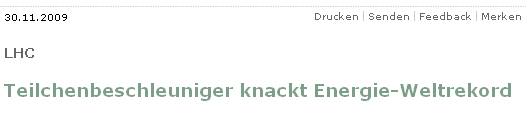 30.11.2009 Drucken | Senden | Feedback | Merken
LHC
Teilchenbeschleuniger knackt Energie-Weltrekord